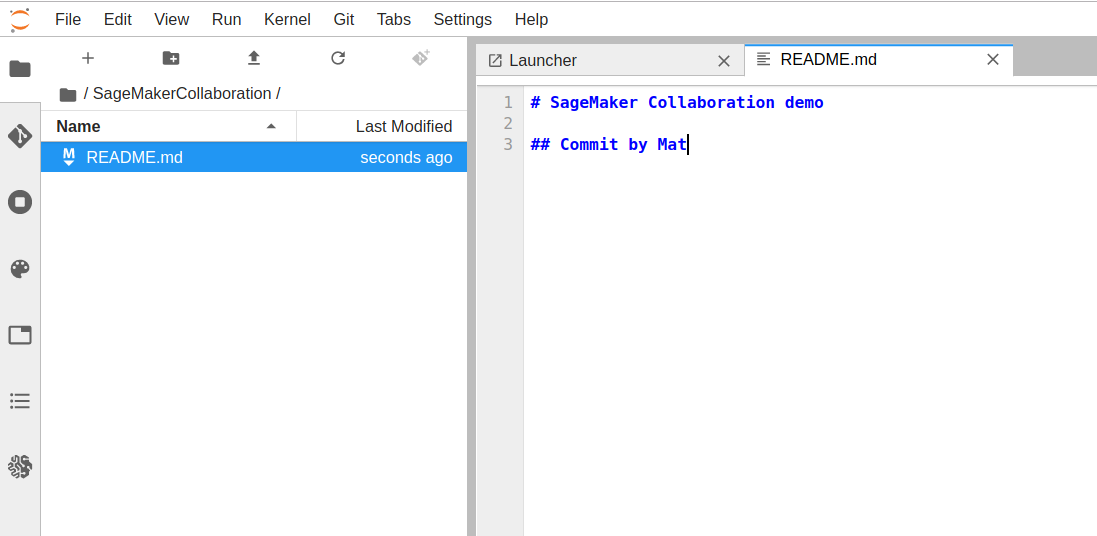 File Edit View Run Kernel Git Tabs Settings Help
/ SageMakerCollaboration /
Name Last Modified
M README.md seconds ago
Launcher README.md
1 # SageMaker Collaboration demo
2
3 ## Commit by Mat